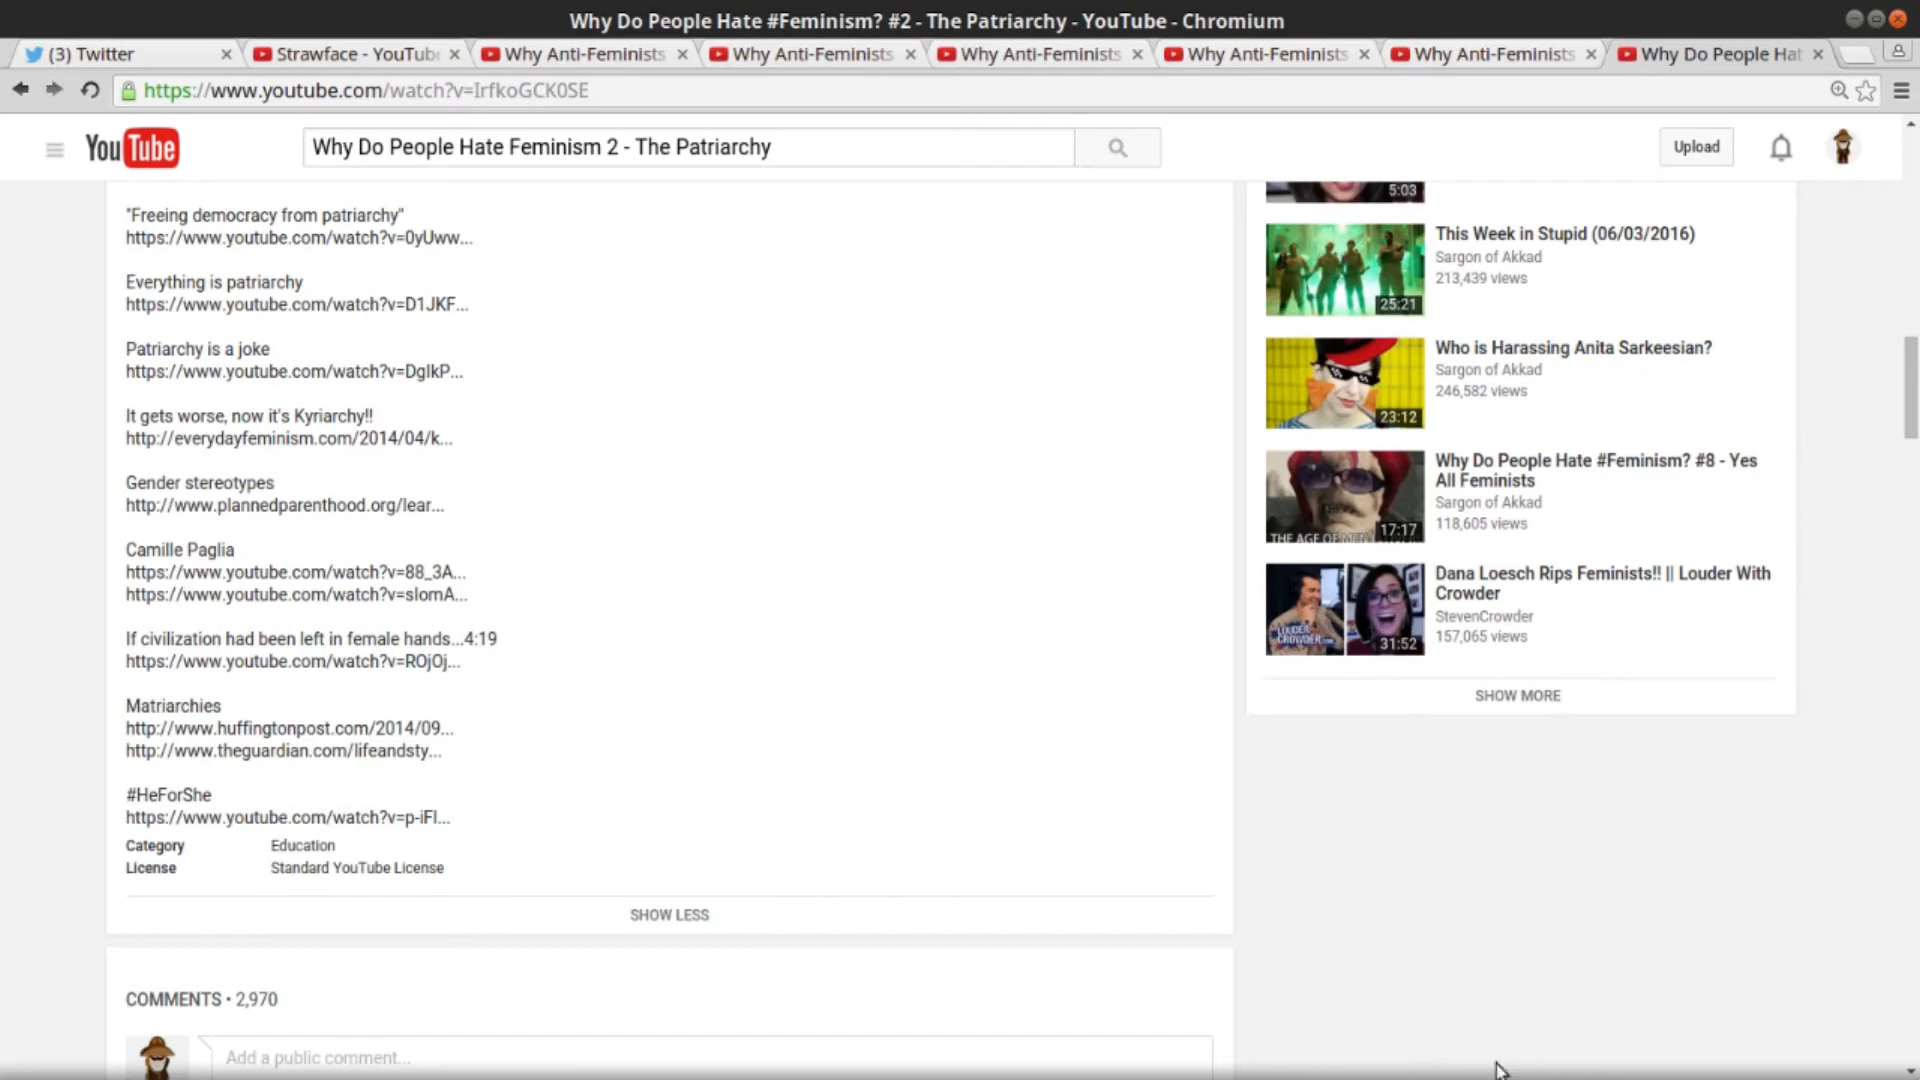 Why Do People Hate #Feminism? #2 - The Patriarchy - YouTube - Chromium
(3) Twitter
Strawface - YouTube
Why Anti-Feminists
Why Anti-Feminists
Why Anti-Feminists
Why Anti-Feminists
Why Anti-Feminists
Why Do People Hat
https://www.youtube.com/watch?v=IrfkoGCK0SE
YouTube
Why Do People Hate Feminism 2 - The Patriarchy
Upload
"Freeing democracy from patriarchy"
https://www.youtube.com/watch?v=0yUww...
Everything is patriarchy
https://www.youtube.com/watch?v=D1JKF...
Patriarchy is a joke
https://www.youtube.com/watch?v=DglkP...
It gets worse, now it's Kyriarchy!!
http://everydayfeminism.com/2014/04/k...
Gender stereotypes
http://www.plannedparenthood.org/lear...
Camille Paglia
https://www.youtube.com/watch?v=88_3A...
https://www.youtube.com/watch?v=sIomA...
If civilization had been left in female hands...4:19
https://www.youtube.com/watch?v=ROjOj...
Matriarchies
http://www.huffingtonpost.com/2014/09...
http://www.theguardian.com/lifeandsty...
#HeForShe
https://www.youtube.com/watch?v=p-iFl...
Category Education
License Standard YouTube License
SHOW LESS
COMMENTS • 2,970
Add a public comment...
5:03
This Week in Stupid (06/03/2016)
Sargon of Akkad
213,439 views
25:21
Who is Harassing Anita Sarkeesian?
Sargon of Akkad
246,582 views
23:12
Why Do People Hate #Feminism? #8 - Yes
All Feminists
Sargon of Akkad
118,605 views
17:17
THE AGE OF MEN
Dana Loesch Rips Feminists!! || Louder With
Crowder
StevenCrowder
157,065 views
LOUDER
CROWDER
31:52
SHOW MORE